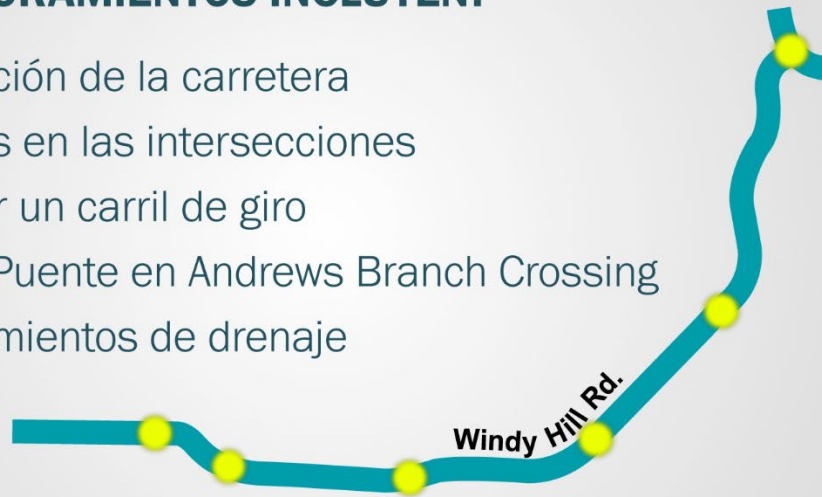 ción de la carretera
s en las intersecciones
r un carril de giro
Puente en Andrews Branch Crossing
mientos de drenaje
Windy Hill Rd.